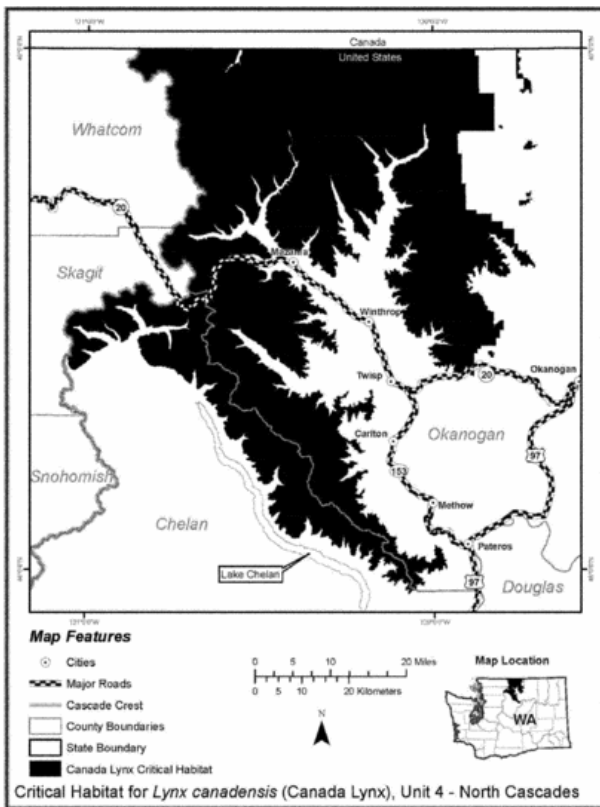 Canada
United States
Whatcom
20
Skagit
Mazama
Winthrop
Twisp
20
Okanogan
Carlton
Okanogan
153
97
Snohomish
Chelan
Methow
Pateros
Lake Chelan
97
Douglas
Map Features
Cities
Major Roads
Cascade Crest
County Boundaries
State Boundary
Canada Lynx Critical Habitat
0 5 10 20 Miles
0 5 10 20 Kilometers
N
Map Location
WA
Critical Habitat for Lynx canadensis (Canada Lynx), Unit 4 - North Cascades